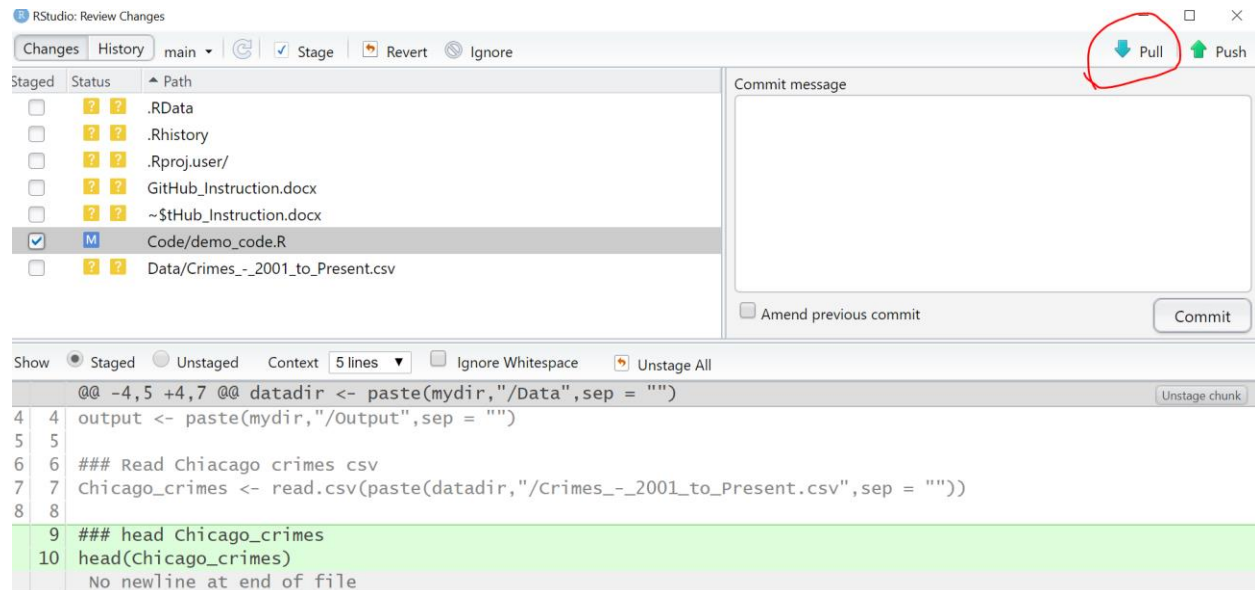 RStudio: Review Changes
Changes History main Stage Revert Ignore Pull Push
Staged Status Path
Commit message
? ? .RData
? ? .Rhistory
? ? .Rproj.user/
? ? GitHub_Instruction.docx
? ? ~$tHub_Instruction.docx
M Code/demo_code.R
? ? Data/Crimes_-_2001_to_Present.csv
Amend previous commit Commit
Show Staged Unstaged Context 5 lines Ignore Whitespace Unstage All
@@ -4,5 +4,7 @@ datadir <- paste(mydir,"/Data",sep = "") Unstage chunk
4 4 output <- paste(mydir,"/Output",sep = "")
5 5
6 6 ### Read Chiacago crimes csv
7 7 Chicago_crimes <- read.csv(paste(datadir,"/Crimes_-_2001_to_Present.csv",sep = ""))
8 8
9 ### head Chicago_crimes
10 head(Chicago_crimes)
No newline at end of file